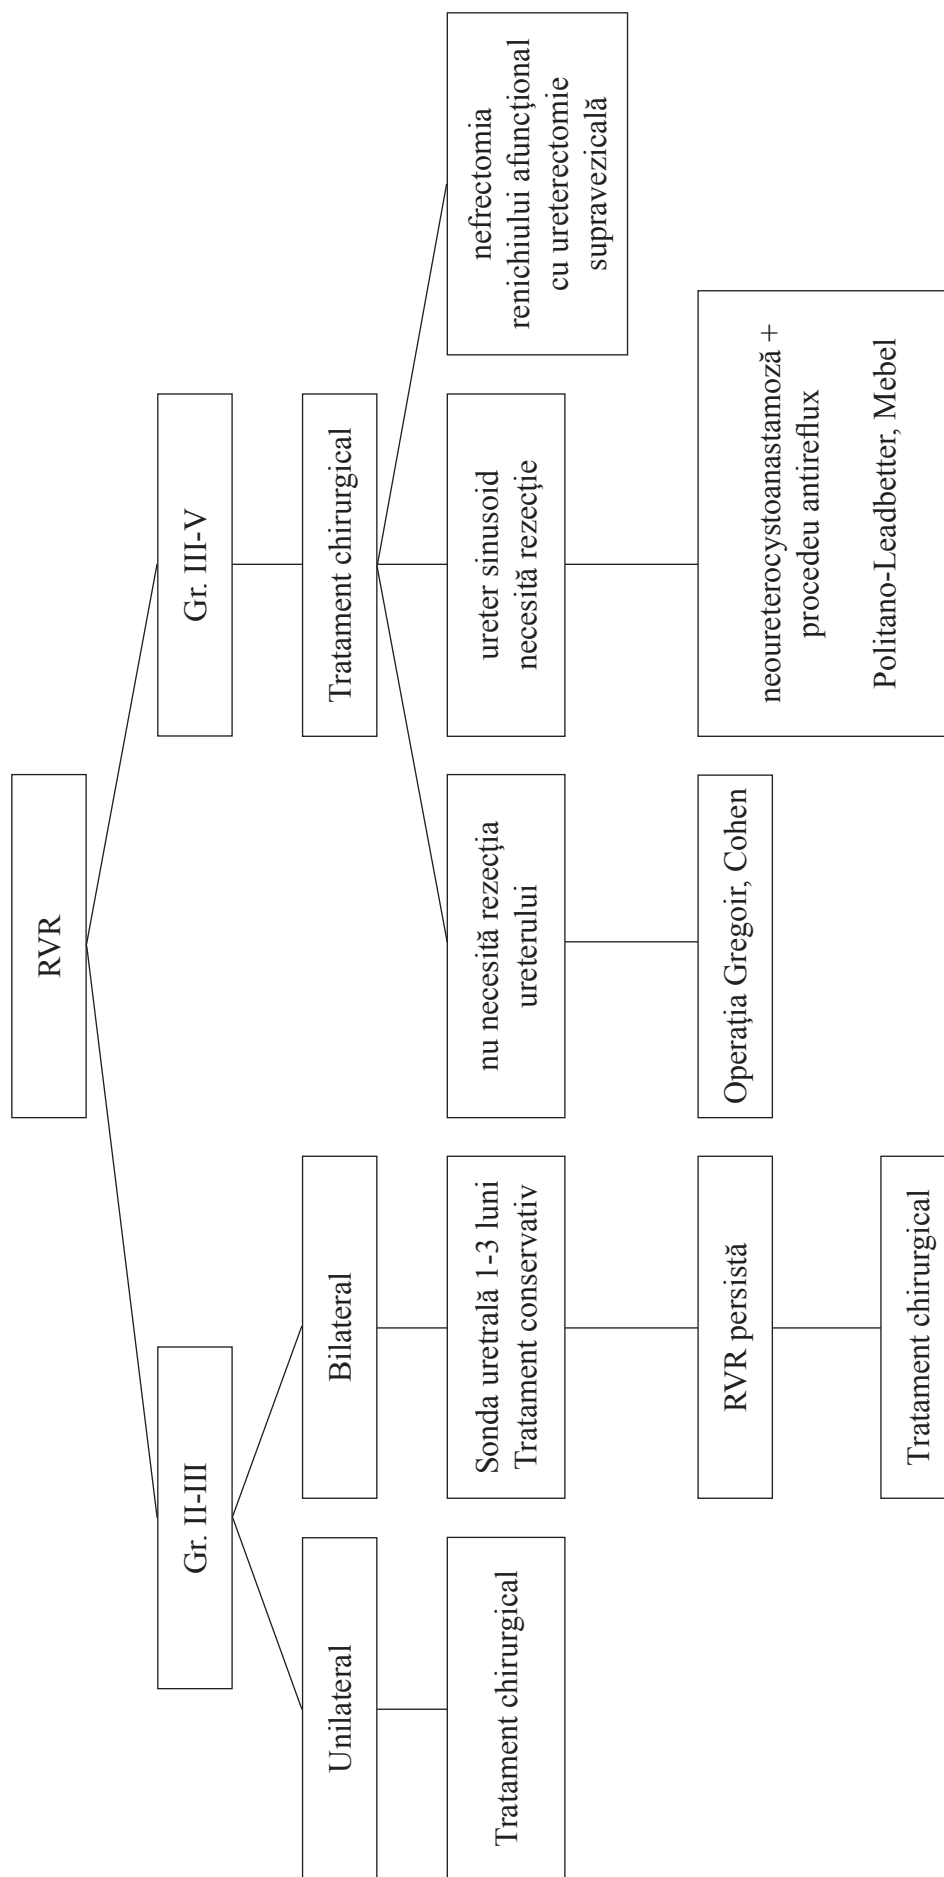 RVR
Gr. II-III
Gr. III-V
Unilateral
Bilateral
Tratament chirurgical
Tratament chirurgical
Sonda uretrală 1-3 luni
Tratament conservativ
nu necesită rezecția
ureterului
ureter sinusoid
necesită rezecție
nefrectomia
renichiului afuncțional
cu ureterectomie
supravezicală
RVR persistă
Operația Gregoir, Cohen
neoureterocystoanastamoză +
procedeu antireflux
Politano-Leadbetter, Mebel
Tratament chirurgical